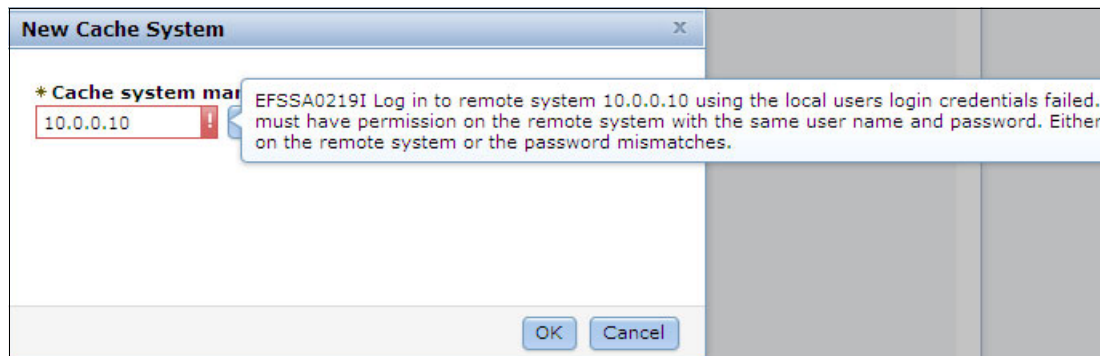 New Cache System
x
* Cache system mar
10.0.0.10 !
EFSSA0219I Log in to remote system 10.0.0.10 using the local users login credentials failed.
must have permission on the remote system with the same user name and password. Either
on the remote system or the password mismatches.
OK Cancel